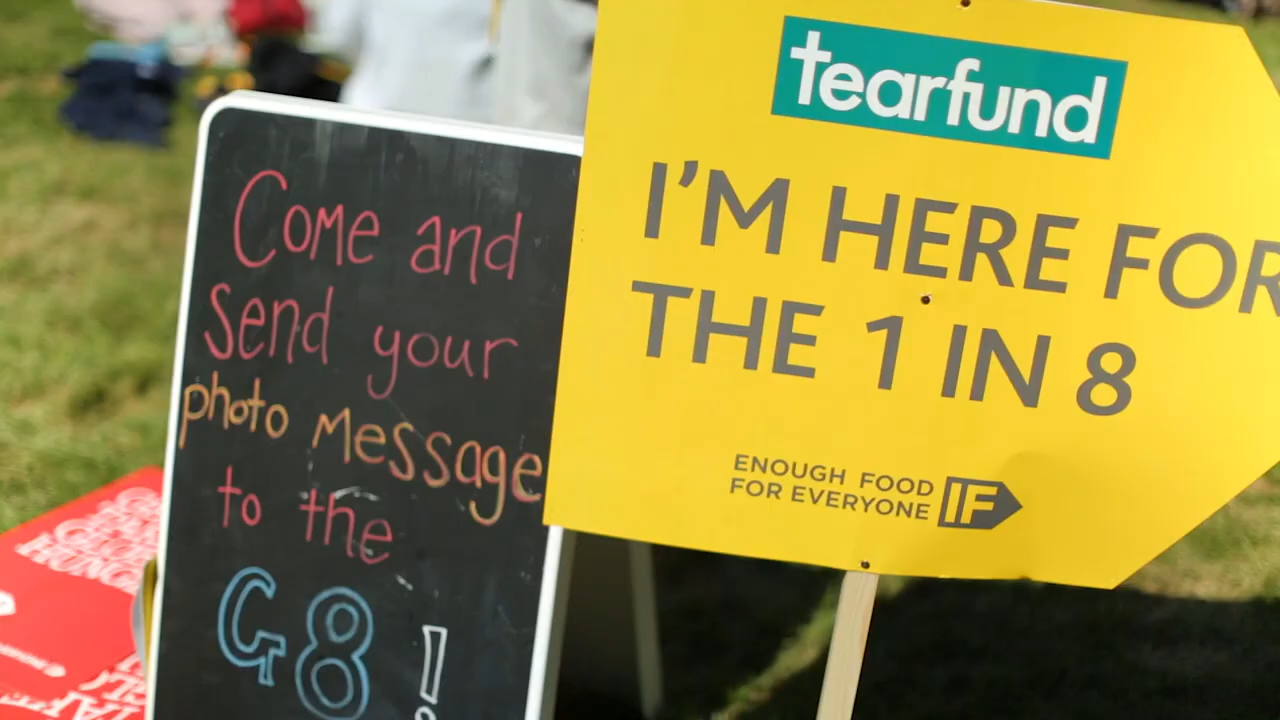 Come and
Send your
photo Message
to the
G8!
tearfund
I'M HERE FOR
THE 1 IN 8
ENOUGH FOOD
FOR EVERYONE IF